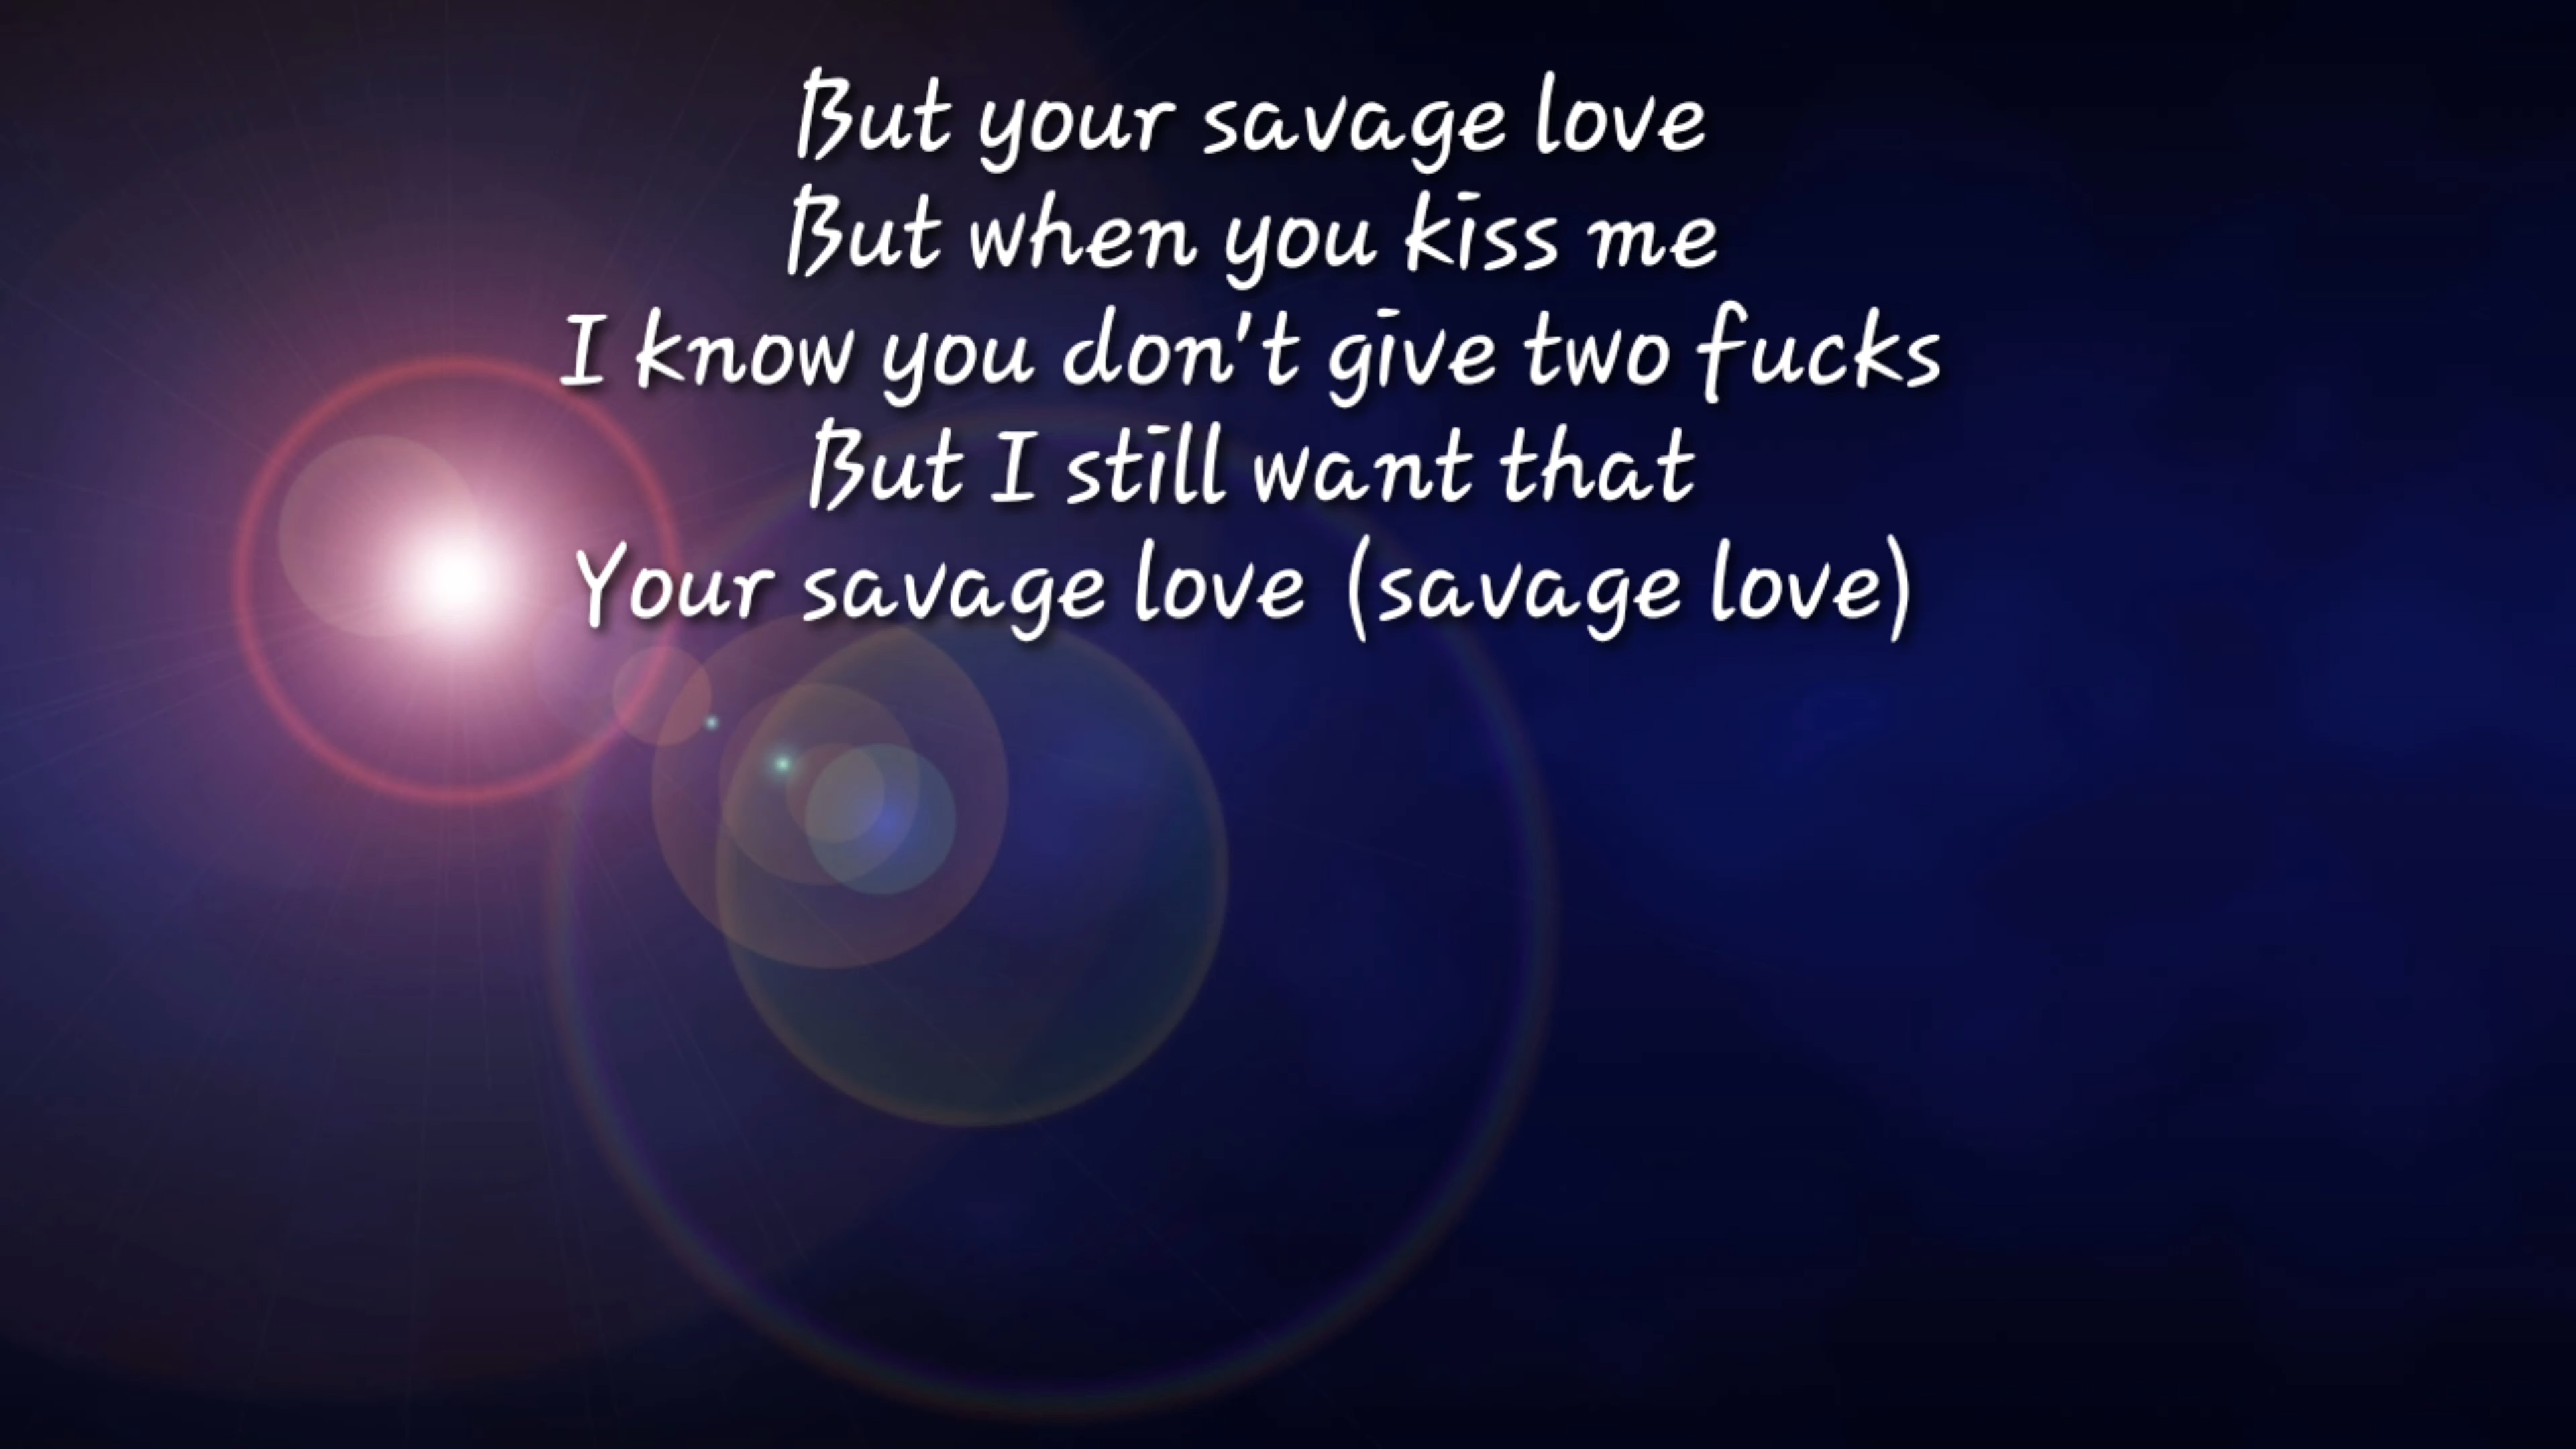 But your savage love
But when you kiss me
I know you don't give two fucks
But I still want that
Your savage love (savage love)